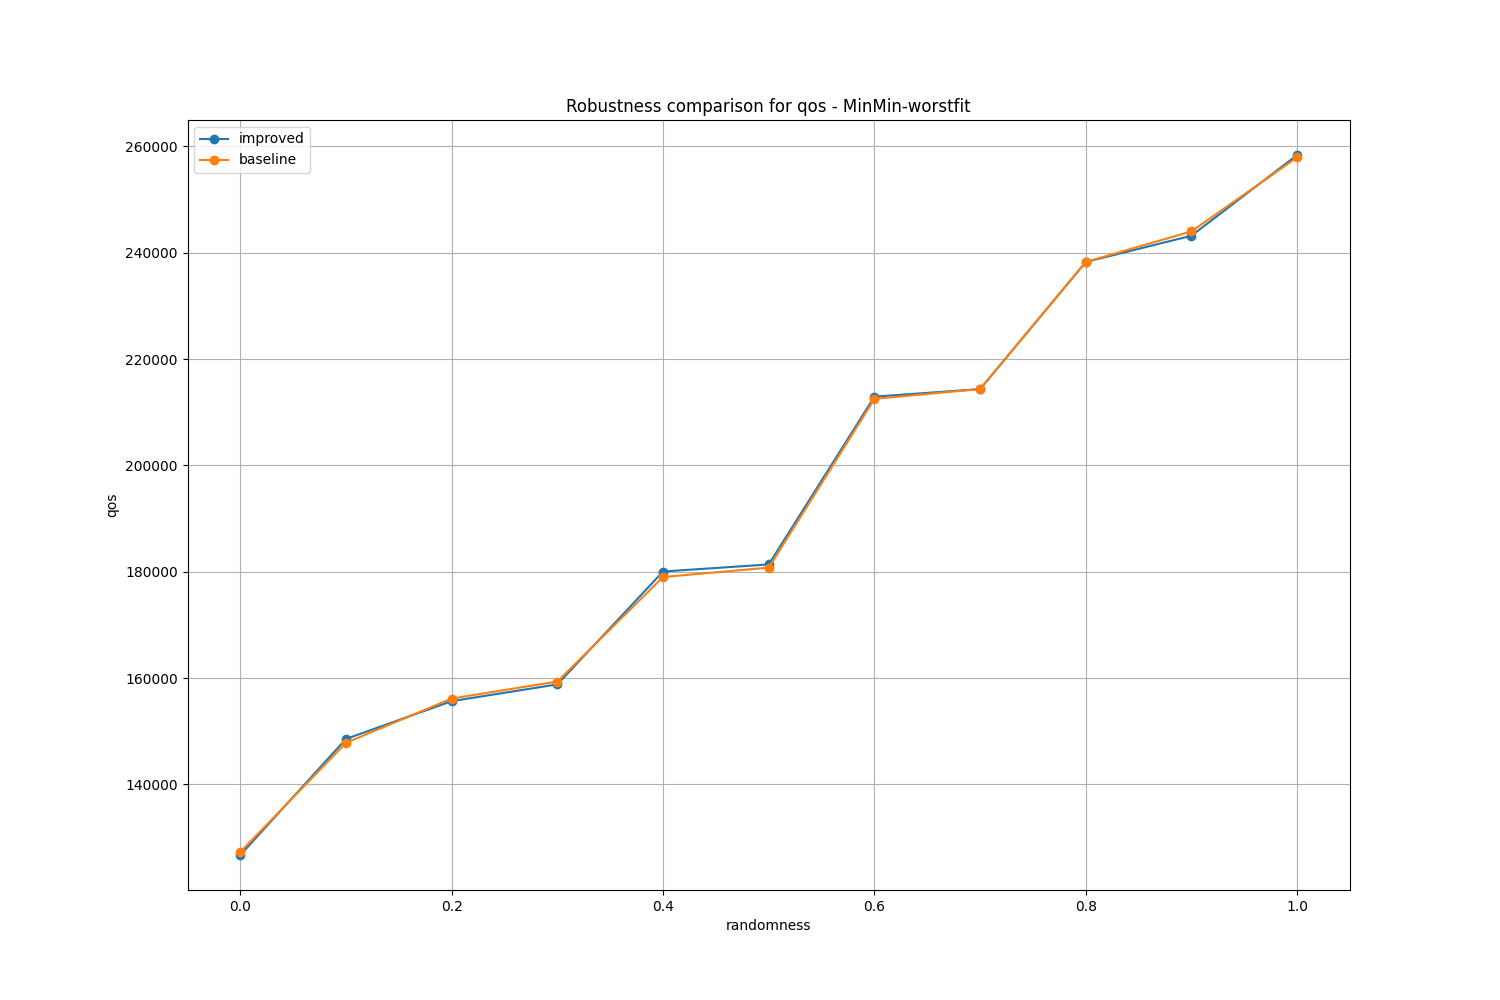 Robustness comparison for qos - MinMin-worstfit
improved
baseline
260000
240000
220000
200000
180000
160000
140000
qos
0.0
0.2
0.4
0.6
0.8
1.0
randomness